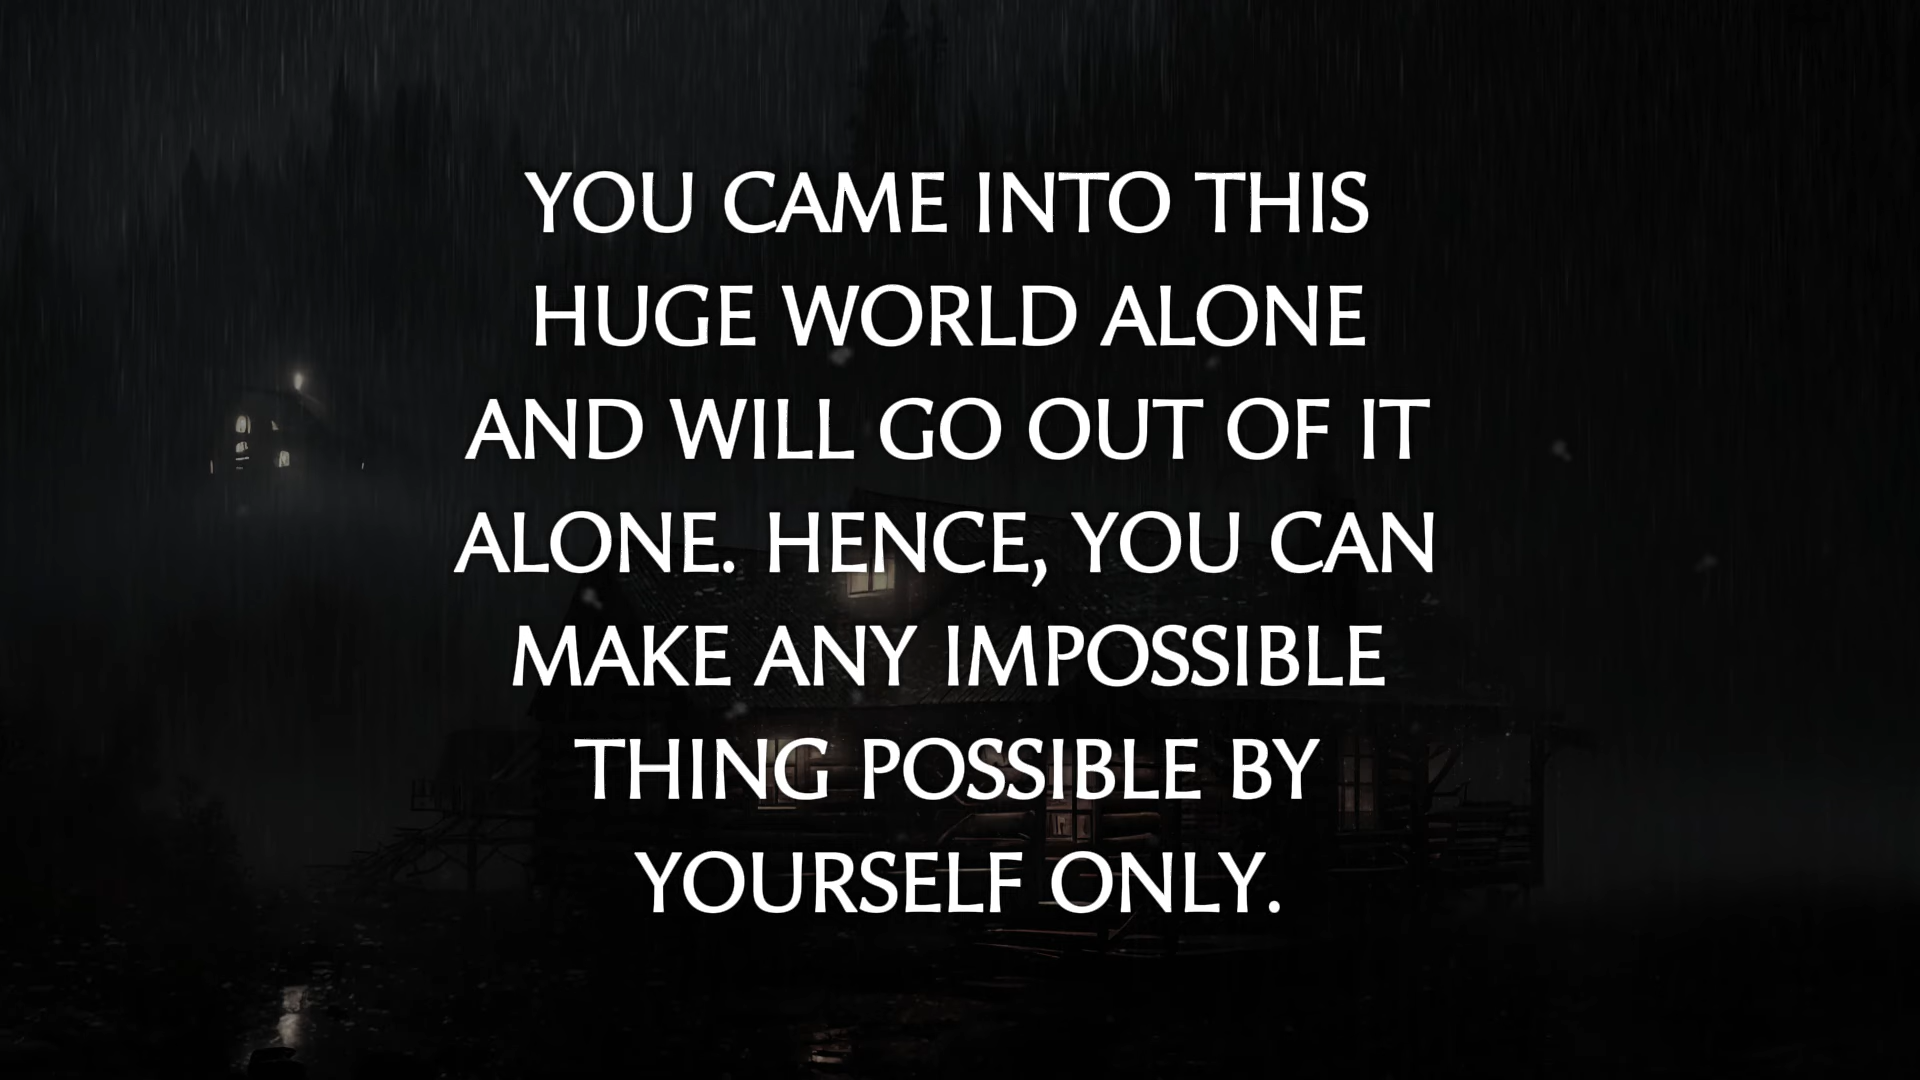 YOU CAME INTO THIS
HUGE WORLD ALONE
AND WILL GO OUT OF IT
ALONE. HENCE, YOU CAN
MAKE ANY IMPOSSIBLE
THING POSSIBLE BY
YOURSELF ONLY.